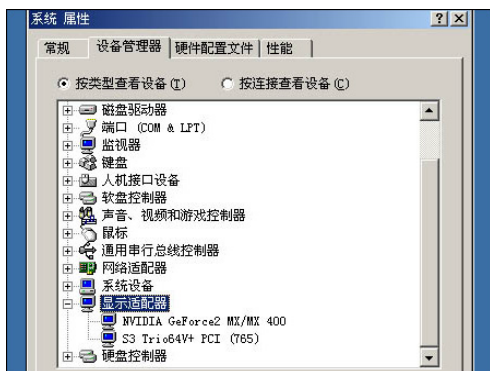 系统 属性
常规 设备管理器 硬件配置文件 性能
按类型查看设备(T) 按连接查看设备(C)
磁盘驱动器
端口 (COM & LPT)
监视器
键盘
人机接口设备
软盘控制器
声音、视频和游戏控制器
鼠标
通用串行总线控制器
网络适配器
系统设备
显示适配器
NVIDIA GeForce2 MX/MX 400
S3 Trio64V+ PCI (765)
硬盘控制器